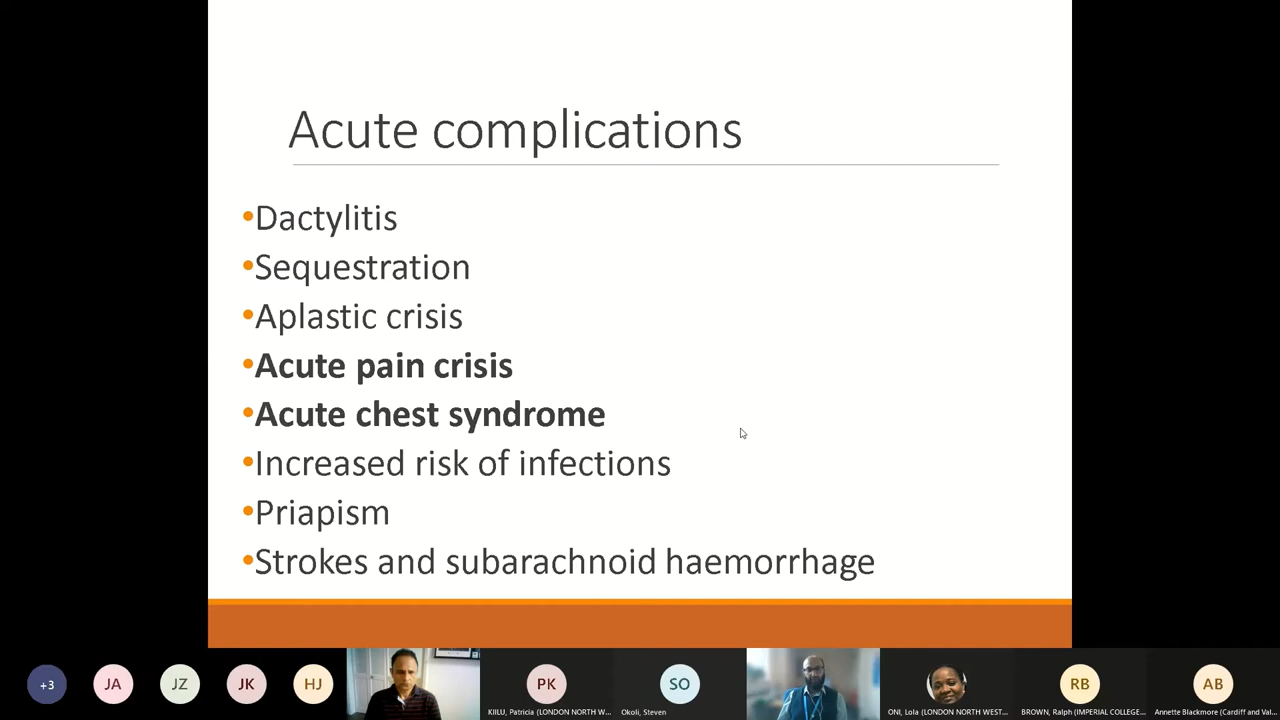 Acute complications
•Dactylitis
•Sequestration
•Aplastic crisis
•Acute pain crisis
•Acute chest syndrome
•Increased risk of infections
•Priapism
•Strokes and subarachnoid haemorrhage
+3
JA
JZ
JK
HJ
PK
SO
RB
AB
KIILU, Patricia (LONDON NORTH W...
Okoli, Steven
ONI, Lola (LONDON NORTH WEST...
BROWN, Ralph (IMPERIAL COLLEGE...
Annette Blackmore (Cardiff and Val...